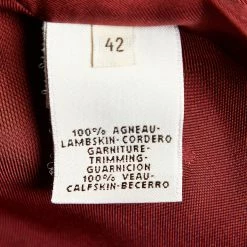 42
100% AGNEAU-
LAMBSKIN-CORDERO
GARNITURE-
TRIMMING-
GUARNICION
100% VEAU-
CALFSKIN-BECERRO